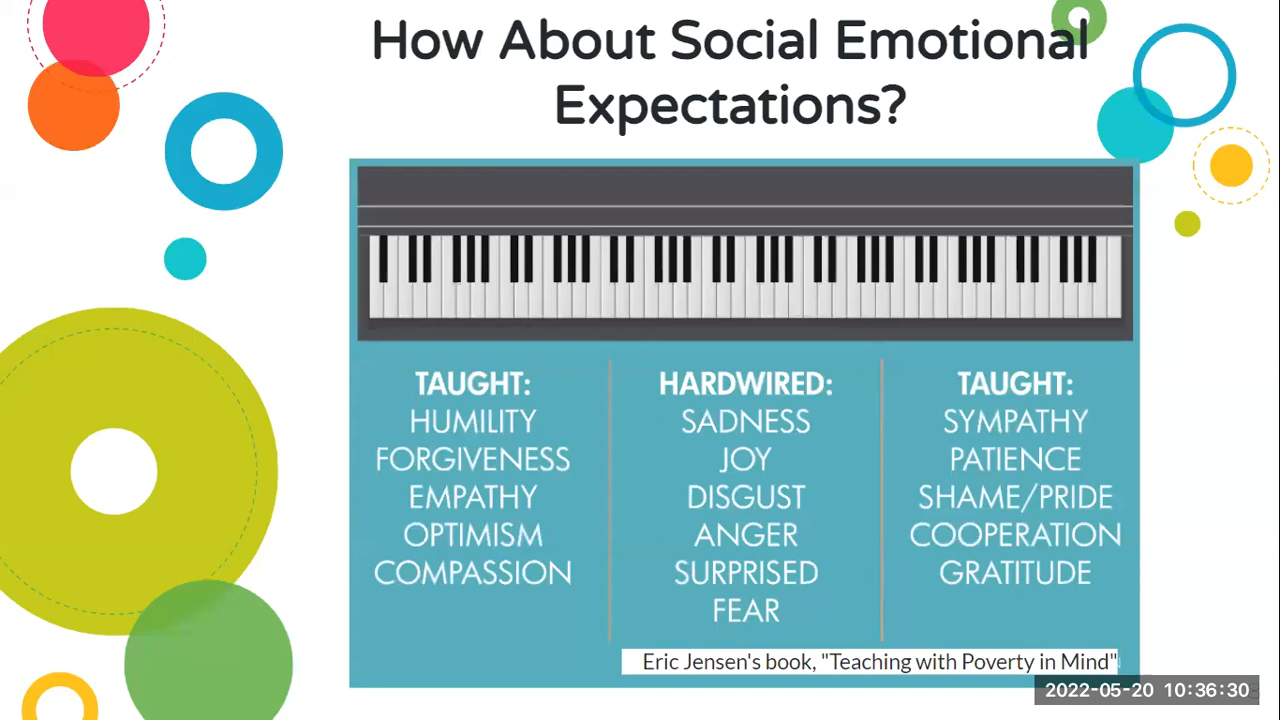 How About Social Emotional
Expectations?
TAUGHT:
HUMILITY
FORGIVENESS
EMPATHY
OPTIMISM
COMPASSION
HARDWIRED:
SADNESS
JOY
DISGUST
ANGER
SURPRISED
FEAR
TAUGHT:
SYMPATHY
PATIENCE
SHAME/PRIDE
COOPERATION
GRATITUDE
Eric Jensen's book, "Teaching with Poverty in Mind"
2022-05-20 10:36:30